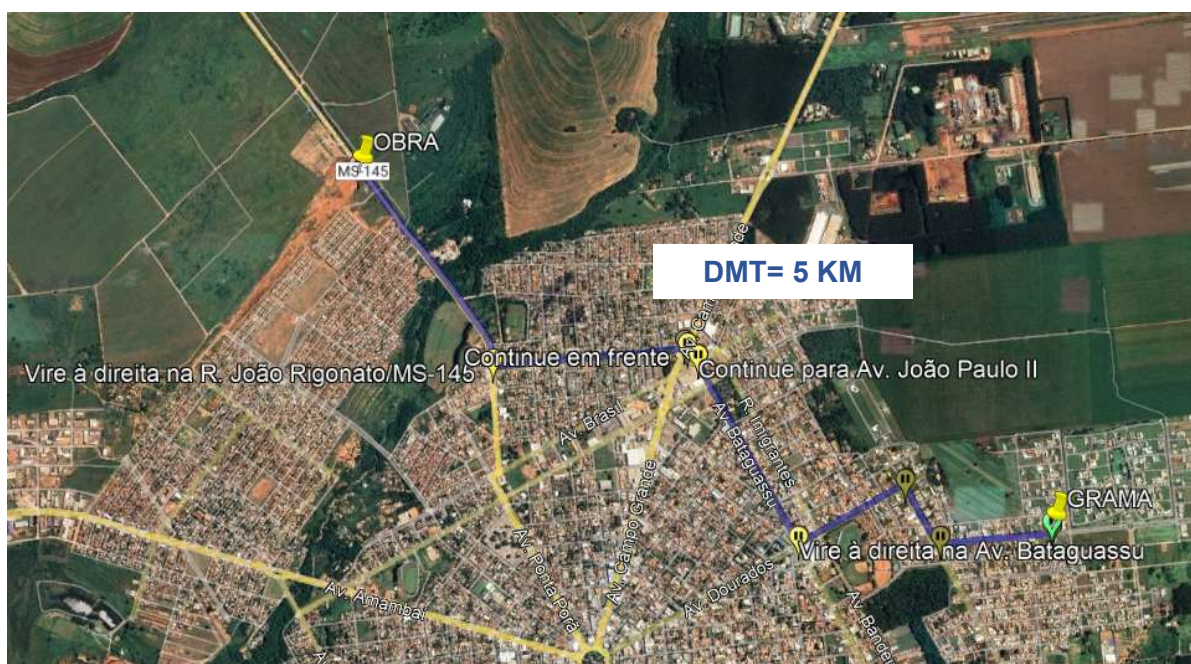 OBRA
MS-145
DMT= 5 KM
Continue em frente
Vire à direita na R. João Rigonato/MS-145
Continue para Av. João Paulo II
Av. Brasil
R. Imigrantes
Av. Bataguassu
GRAMA
Vire à direita na Av. Bataguassu
Av. Campo Grande
Av. Ponta Porã
Av. Dourados
Av. Amambai